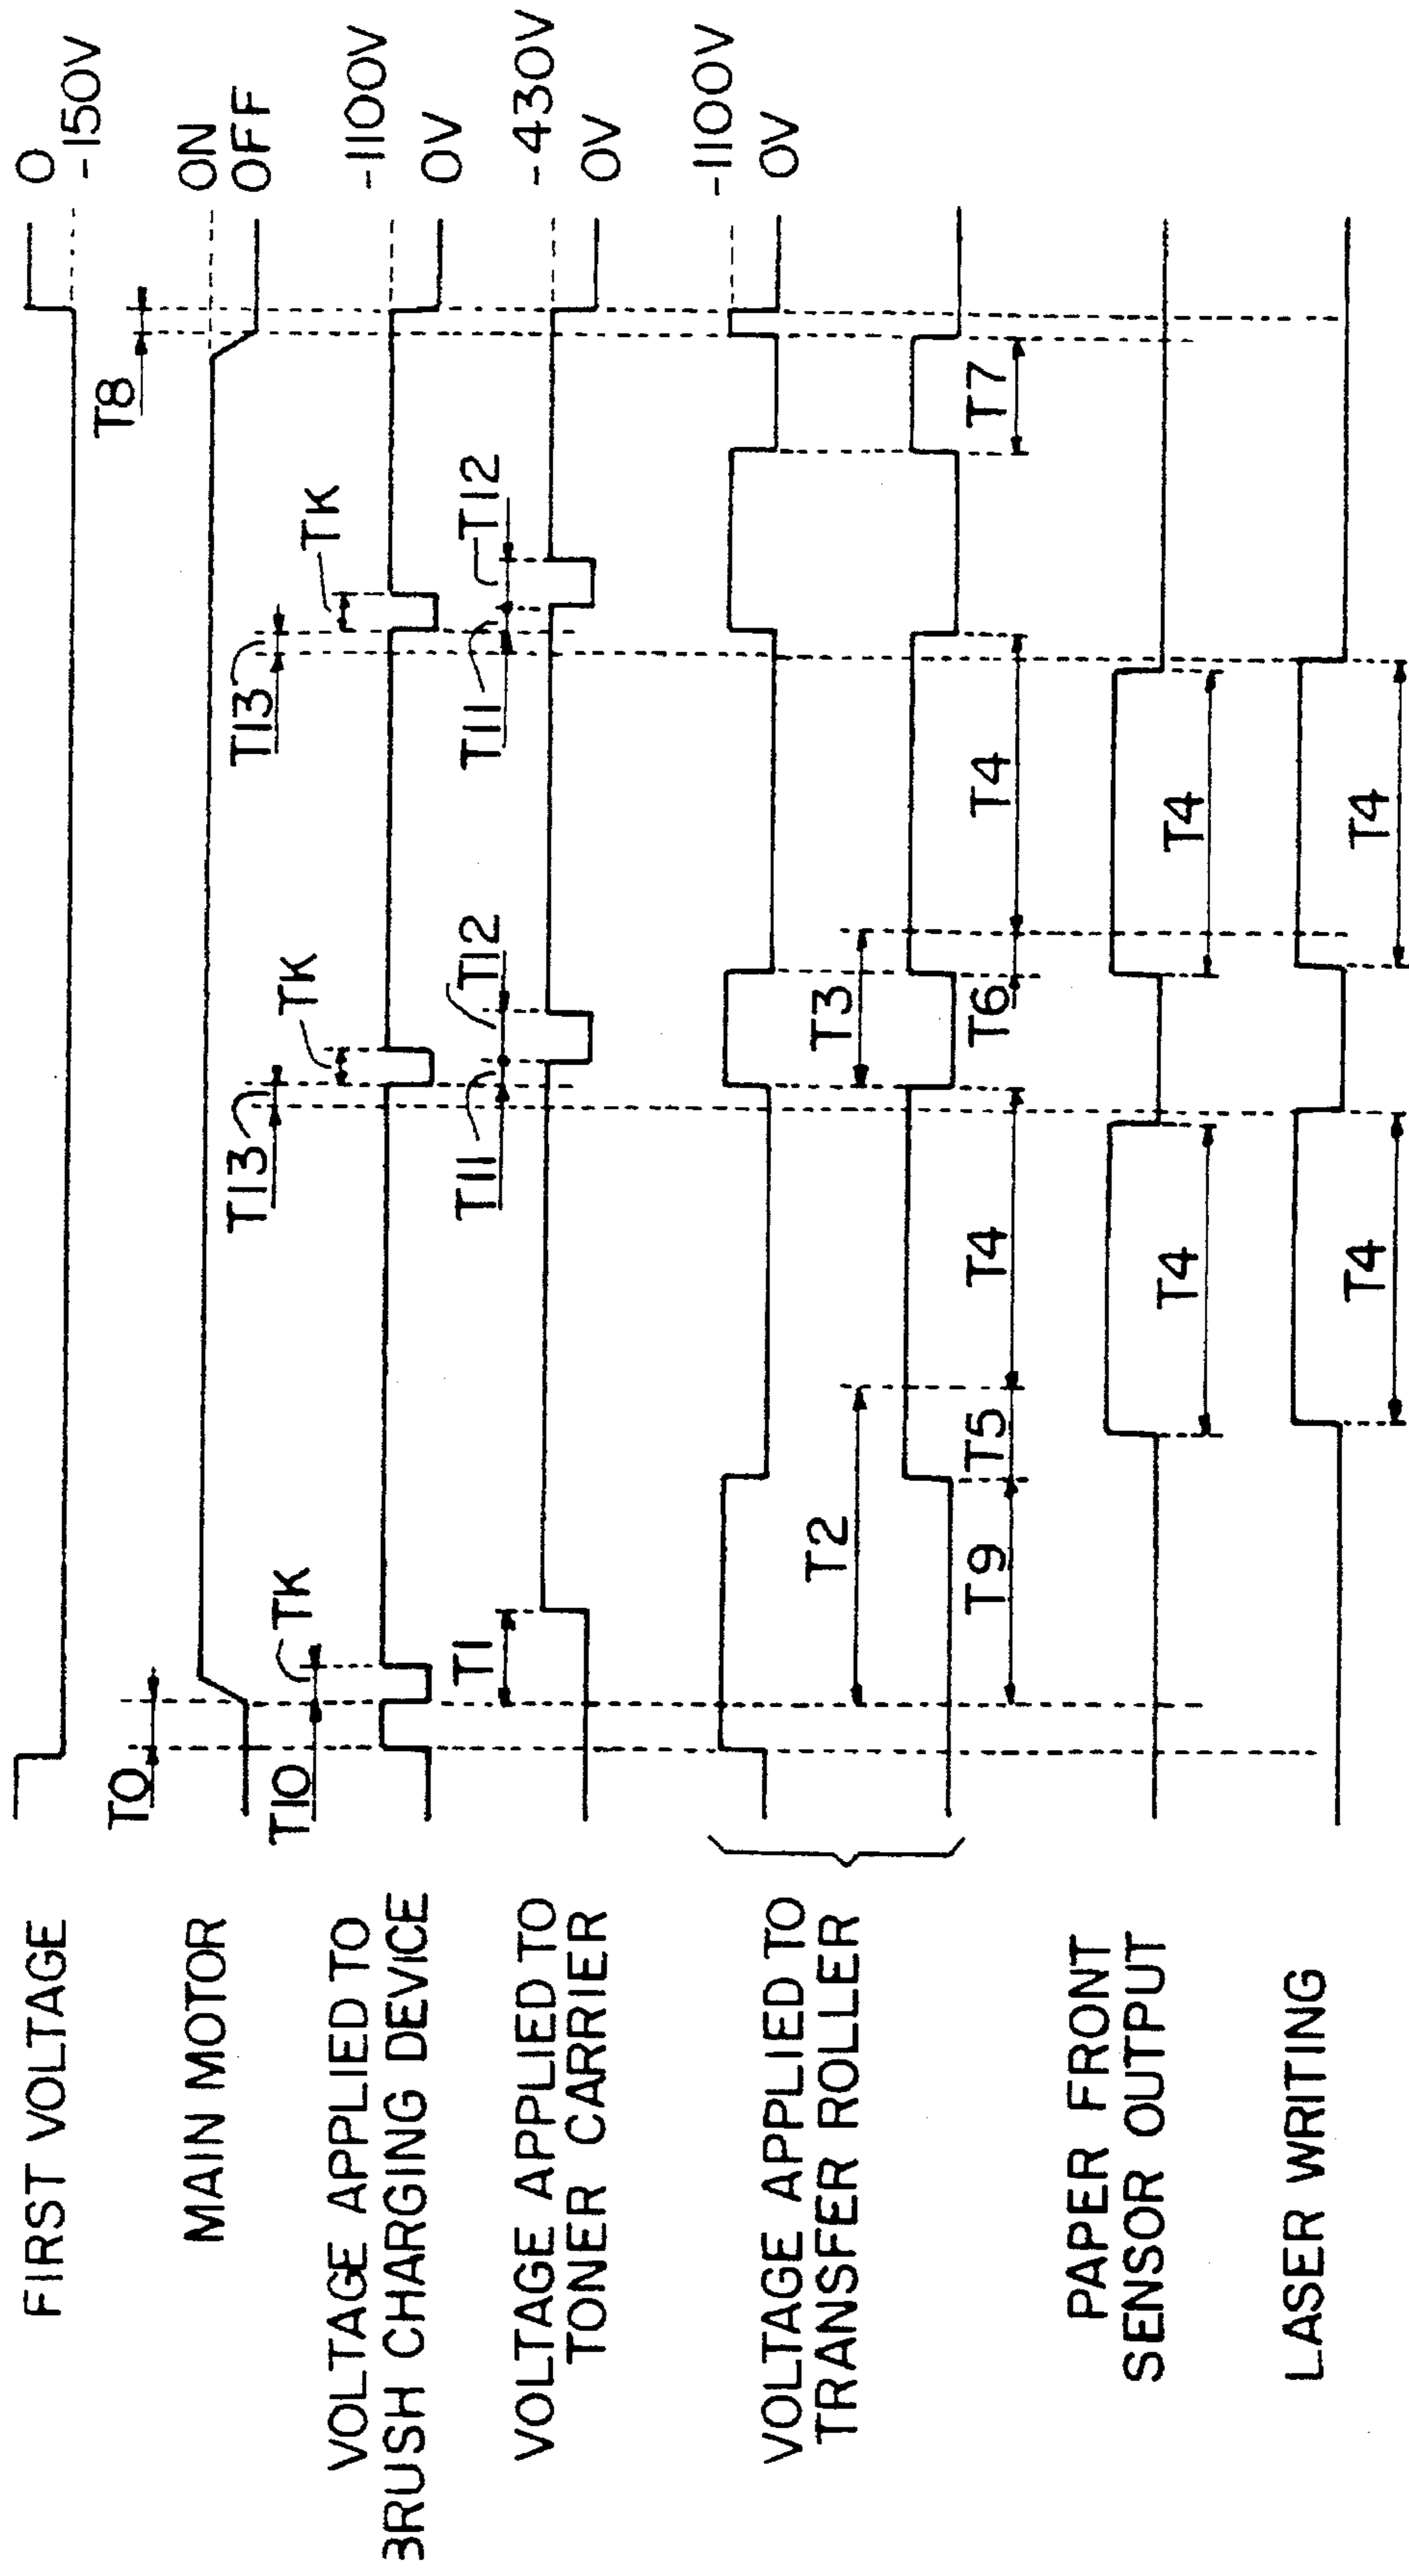 FIRST VOLTAGE
0
-150V
T8
MAIN MOTOR
ON
OFF
T0
VOLTAGE APPLIED TO
BRUSH CHARGING DEVICE
-1100V
0V
T10
TK
T13
TK
T13
TK
VOLTAGE APPLIED TO
TONER CARRIER
-430V
0V
T1
T11
T12
T11
T12
VOLTAGE APPLIED TO
TRANSFER ROLLER
-1100V
0V
T2
T3
T9
T5
T4
T6
T4
T7
PAPER FRONT
SENSOR OUTPUT
T4
T4
LASER WRITING
T4
T4